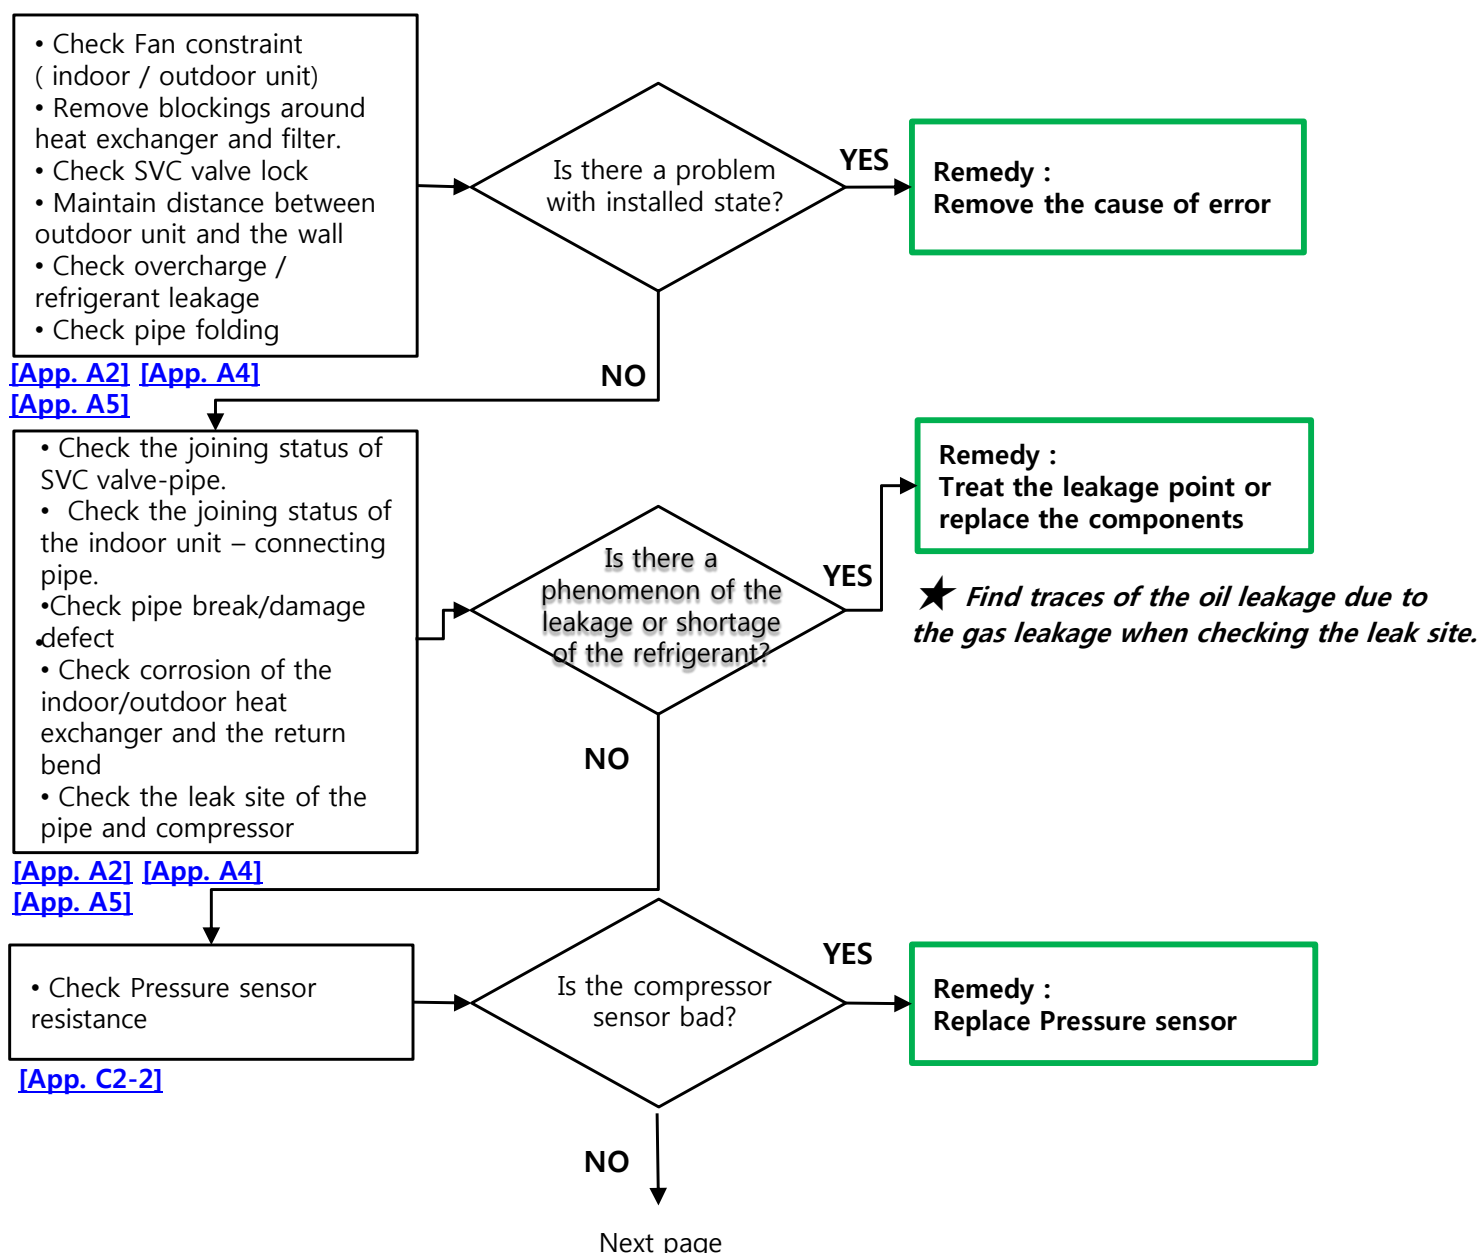 • Check Fan constraint
( indoor / outdoor unit)
• Remove blockings around
heat exchanger and filter.
• Check SVC valve lock
• Maintain distance between
outdoor unit and the wall
• Check overcharge /
refrigerant leakage
• Check pipe folding
[App. A2] [App. A4]
[App. A5]
Is there a problem
with installed state?
YES
Remedy :
Remove the cause of error
NO
• Check the joining status of
SVC valve-pipe.
• Check the joining status of
the indoor unit – connecting
pipe.
•Check pipe break/damage
•defect
• Check corrosion of the
indoor/outdoor heat
exchanger and the return
bend
• Check the leak site of the
pipe and compressor
[App. A2] [App. A4]
[App. A5]
Is there a
phenomenon of the
leakage or shortage
of the refrigerant?
YES
Remedy :
Treat the leakage point or
replace the components
★ Find traces of the oil leakage due to
the gas leakage when checking the leak site.
NO
• Check Pressure sensor
resistance
[App. C2-2]
Is the compressor
sensor bad?
YES
Remedy :
Replace Pressure sensor
NO
Next page